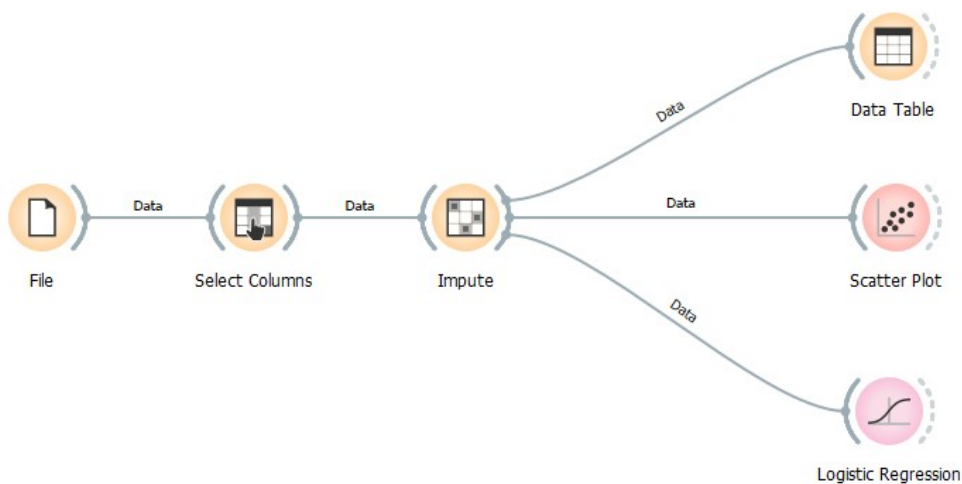 Data
Data Table
Data
Data
Data
File
Select Columns
Impute
Scatter Plot
Data
Logistic Regression